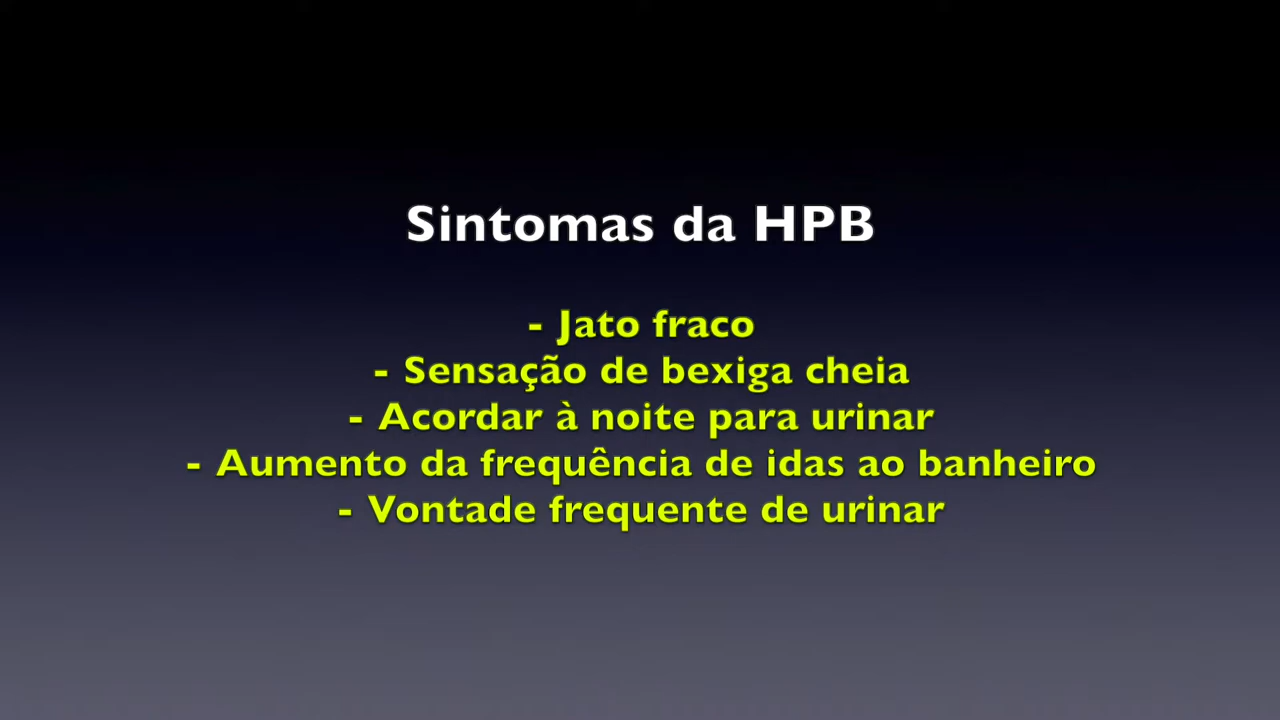 Sintomas da HPB
- Jato fraco
- Sensação de bexiga cheia
- Acordar à noite para urinar
- Aumento da frequência de idas ao banheiro
- Vontade frequente de urinar